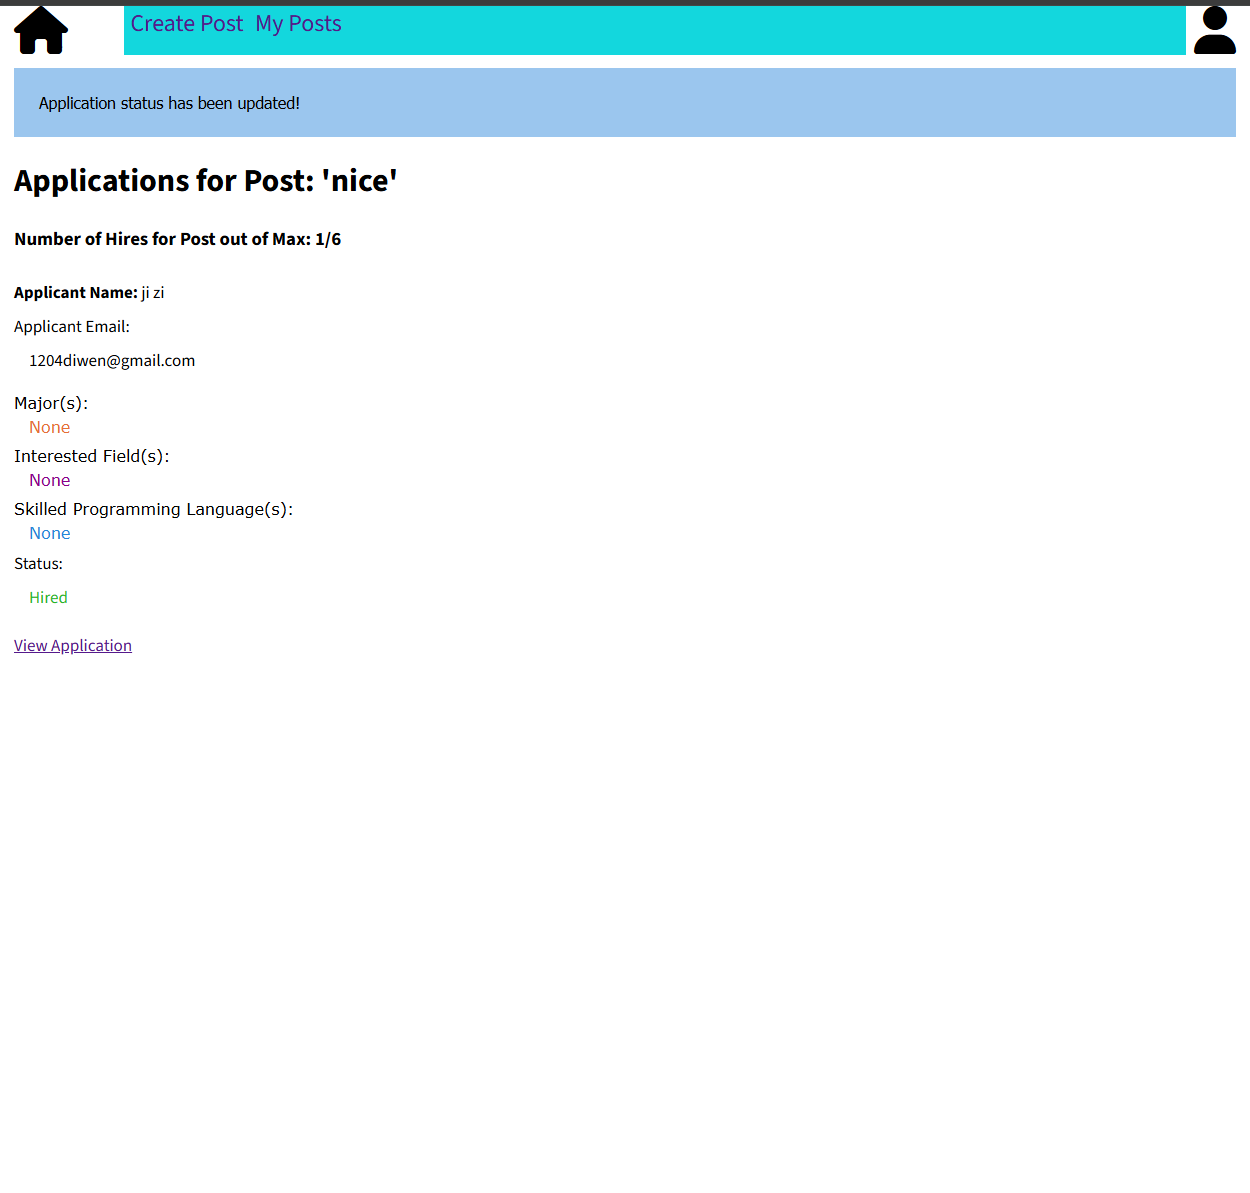 Create Post My Posts
Application status has been updated!
Applications for Post: 'nice'
Number of Hires for Post out of Max: 1/6
Applicant Name: ji zi
Applicant Email:
1204diwen@gmail.com
Major(s):
None
Interested Field(s):
None
Skilled Programming Language(s):
None
Status:
Hired
View Application